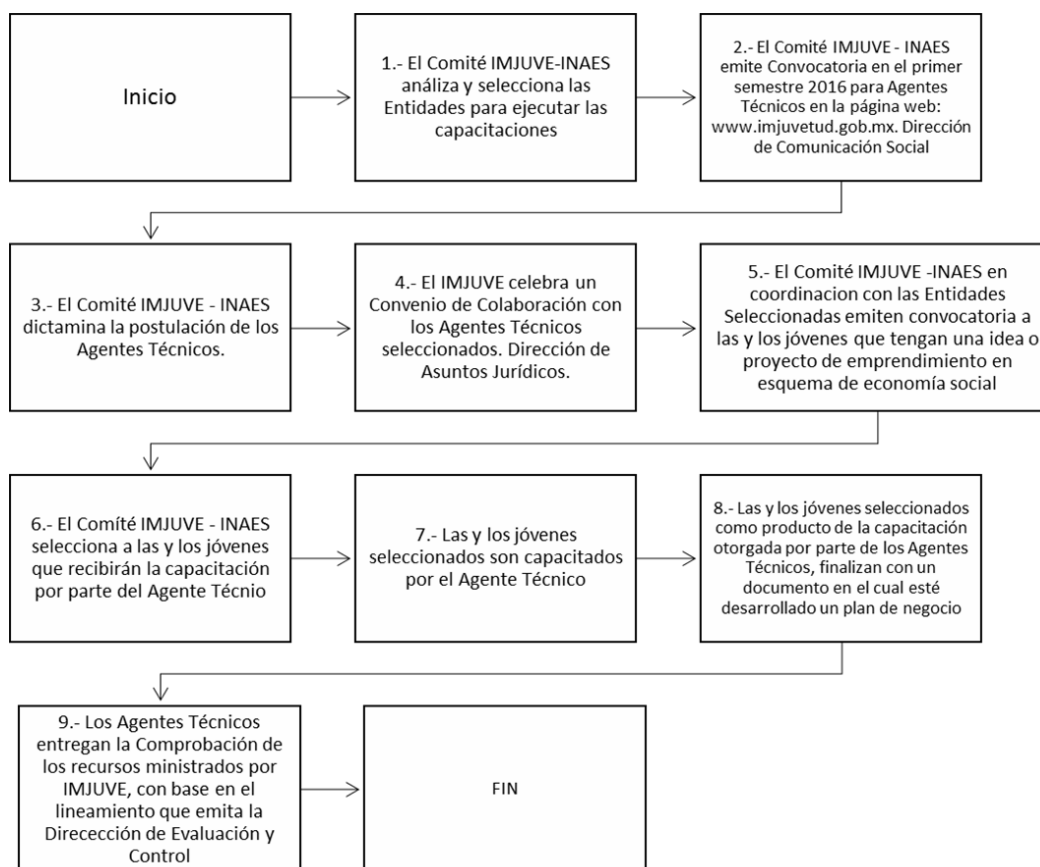 Inicio
1.- El Comité IMJUVE-INAES
análiza y selecciona las
Entidades para ejecutar las
capacitaciones
2.- El Comité IMJUVE - INAES
emite Convocatoria en el primer
semestre 2016 para Agentes
Técnicos en la página web:
www.imjuvetud.gob.mx. Dirección
de Comunicación Social
3.- El Comité IMJUVE - INAES
dictamina la postulación de los
Agentes Técnicos.
4.- El IMJUVE celebra un
Convenio de Colaboración con
los Agentes Técnicos
seleccionados. Dirección de
Asuntos Jurídicos.
5.- El Comité IMJUVE -INAES en
coordinacion con las Entidades
Seleccionadas emiten convocatoria a
las y los jóvenes que tengan una idea o
proyecto de emprendimiento en
esquema de economía social
6.- El Comíté IMJUVE - INAES
selecciona a las y los jóvenes
que recibirán la capacitación
por parte del Agente Técnio
7.- Las y los jóvenes
seleccionados son capacitados
por el Agente Técnico
8.- Las y los jóvenes seleccionados
como producto de la capacitación
otorgada por parte de los Agentes
Técnicos, finalizan con un
documento en el cual esté
desarrollado un plan de negocio
9.- Los Agentes Técnicos
entregan la Comprobación de
los recursos ministrados por
IMJUVE, con base en el
lineamiento que emita la
Direcección de Evaluación y
Control
FIN